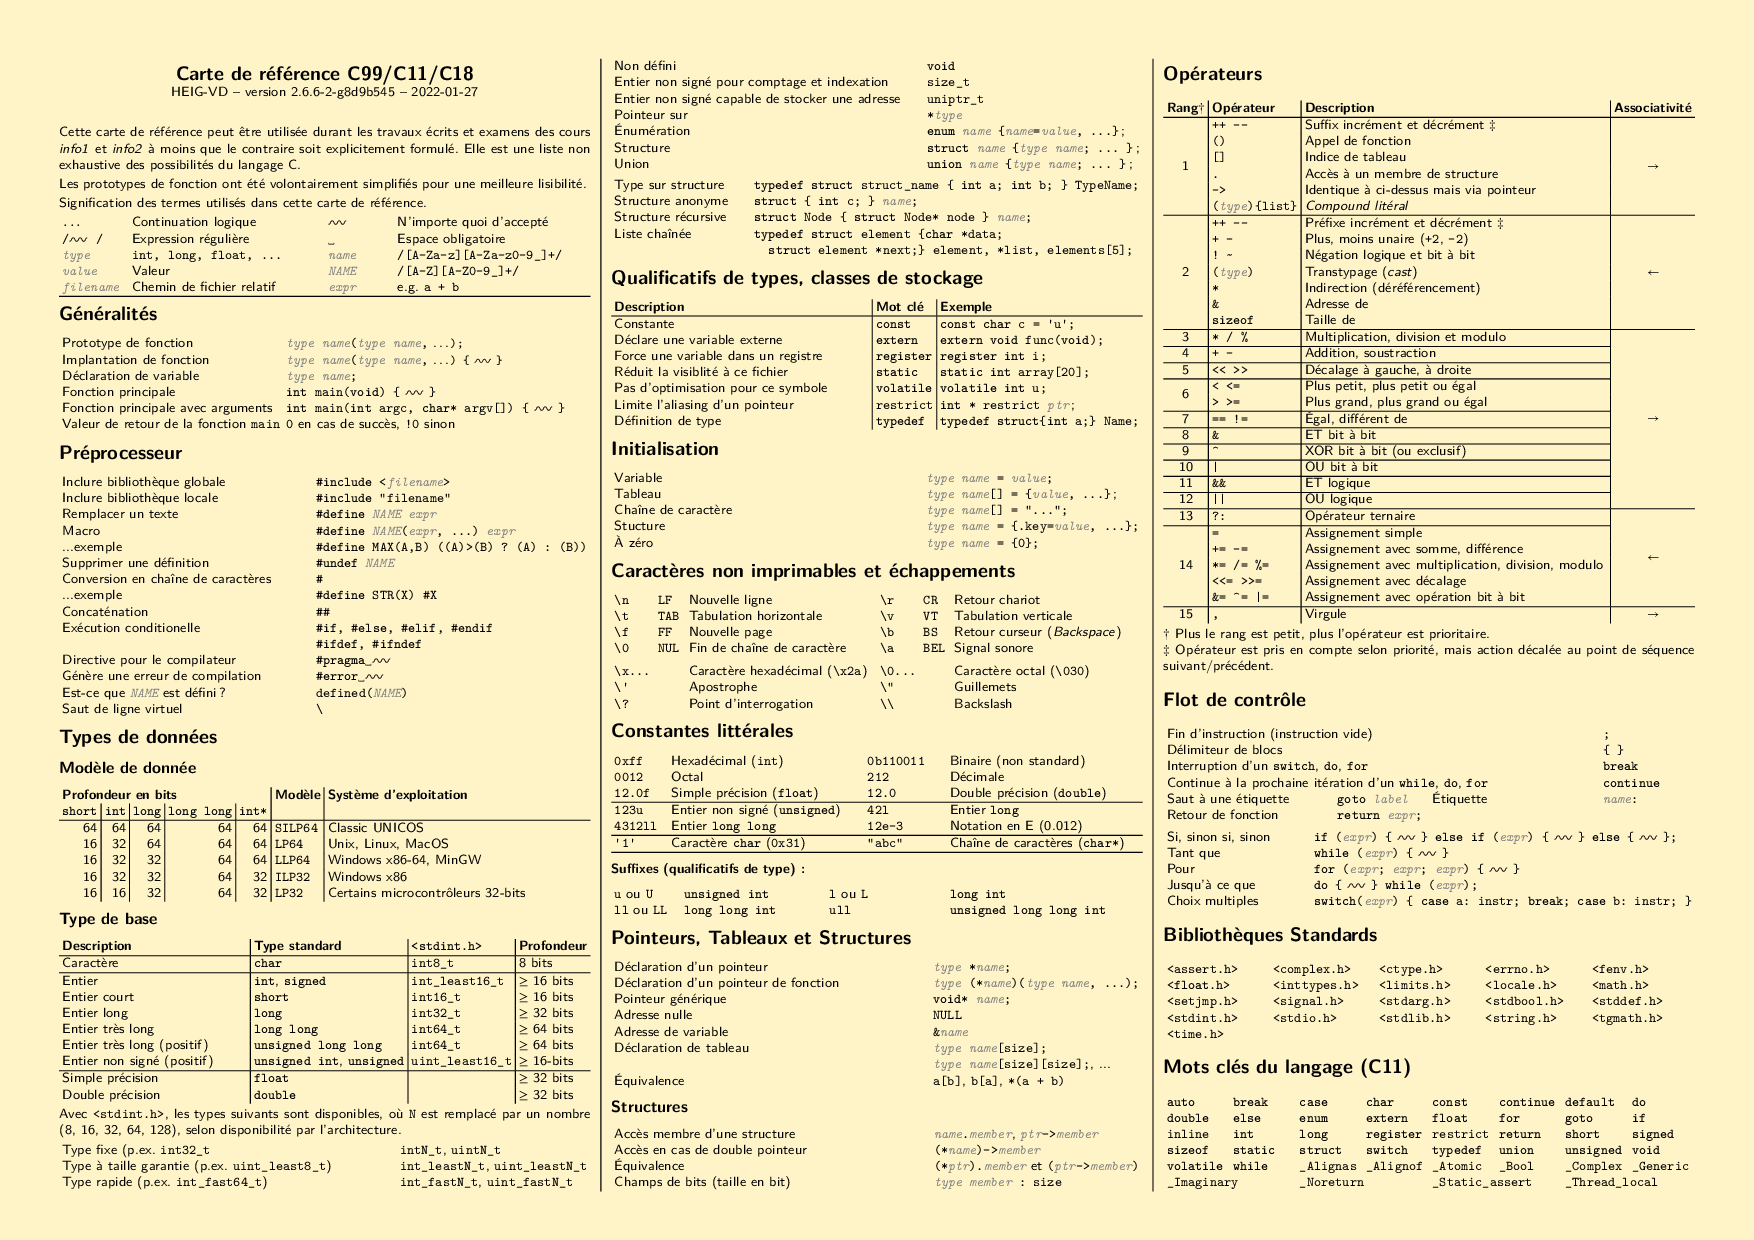 Carte de référence C99/C11/C18
HEIG-VD – version 2.6.6-2-g8d9b545 – 2022-01-27
Cette carte de référence peut être utilisée durant les travaux écrits et examens des cours
info1 et info2 à moins que le contraire soit explicitement formulé. Elle est une liste non
exhaustive des possibilités du langage C.
Les prototypes de fonction ont été volontairement simplifiés pour une meilleure lisibilité.
Signification des termes utilisés dans cette carte de référence.
... Continuation logique ~~ N'importe quoi d'accepté
/~~ / Expression régulière ␣ Espace obligatoire
type int, long, float, ... name /[A-Za-z][A-Za-z0-9_]+/
value Valeur NAME /[A-Z][A-Z0-9_]+/
filename Chemin de fichier relatif expr e.g. a + b
Généralités
Prototype de fonction type name(type name, ...);
Implantation de fonction type name(type name, ...) { ~~ }
Déclaration de variable type name;
Fonction principale int main(void) { ~~ }
Fonction principale avec arguments int main(int argc, char* argv[]) { ~~ }
Valeur de retour de la fonction main 0 en cas de succès, !0 sinon
Préprocesseur
Inclure bibliothèque globale #include <filename>
Inclure bibliothèque locale #include "filename"
Remplacer un texte #define NAME expr
Macro #define NAME(expr, ...) expr
...exemple #define MAX(A,B) ((A)>(B) ? (A) : (B))
Supprimer une définition #undef NAME
Conversion en chaîne de caractères #
...exemple #define STR(X) #X
Concaténation ##
Exécution conditionelle #if, #else, #elif, #endif
#ifdef, #ifndef
Directive pour le compilateur #pragma␣~~
Génère une erreur de compilation #error␣~~
Est-ce que NAME est défini ? defined(NAME)
Saut de ligne virtuel \
Types de données
Modèle de donnée
Profondeur en bits Modèle Système d'exploitation
short int long long long int*
64 64 64 64 64 SILP64 Classic UNICOS
16 32 64 64 64 LP64 Unix, Linux, MacOS
16 32 32 64 64 LLP64 Windows x86-64, MinGW
16 32 32 64 32 ILP32 Windows x86
16 16 32 64 32 LP32 Certains microcontrôleurs 32-bits
Type de base
Description Type standard <stdint.h> Profondeur
Caractère char int8_t 8 bits
Entier int, signed int_least16_t ≥ 16 bits
Entier court short int16_t ≥ 16 bits
Entier long long int32_t ≥ 32 bits
Entier très long long long int64_t ≥ 64 bits
Entier très long (positif) unsigned long long int64_t ≥ 64 bits
Entier non signé (positif) unsigned int, unsigned uint_least16_t ≥ 16-bits
Simple précision float ≥ 32 bits
Double précision double ≥ 32 bits
Avec <stdint.h>, les types suivants sont disponibles, où N est remplacé par un nombre
(8, 16, 32, 64, 128), selon disponibilité par l'architecture.
Type fixe (p.ex. int32_t intN_t, uintN_t
Type à taille garantie (p.ex. uint_least8_t) int_leastN_t, uint_leastN_t
Type rapide (p.ex. int_fast64_t) int_fastN_t, uint_fastN_t
Non défini void
Entier non signé pour comptage et indexation size_t
Entier non signé capable de stocker une adresse uniptr_t
Pointeur sur *type
Énumération enum name {name=value, ...};
Structure struct name {type name; ... };
Union union name {type name; ... };
Type sur structure typedef struct struct_name { int a; int b; } TypeName;
Structure anonyme struct { int c; } name;
Structure récursive struct Node { struct Node* node } name;
Liste chaînée typedef struct element {char *data;
struct element *next;} element, *list, elements[5];
Qualificatifs de types, classes de stockage
Description Mot clé Exemple
Constante const const char c = 'u';
Déclare une variable externe extern extern void func(void);
Force une variable dans un registre register register int i;
Réduit la visiblité à ce fichier static static int array[20];
Pas d'optimisation pour ce symbole volatile volatile int u;
Limite l'aliasing d'un pointeur restrict int * restrict ptr;
Définition de type typedef typedef struct{int a;} Name;
Initialisation
Variable type name = value;
Tableau type name[] = {value, ...};
Chaîne de caractère type name[] = "...";
Stucture type name = {.key=value, ...};
À zéro type name = {0};
Caractères non imprimables et échappements
\n LF Nouvelle ligne \r CR Retour chariot
\t TAB Tabulation horizontale \v VT Tabulation verticale
\f FF Nouvelle page \b BS Retour curseur (Backspace)
\0 NUL Fin de chaîne de caractère \a BEL Signal sonore
\x... Caractère hexadécimal (\x2a) \0... Caractère octal (\030)
\' Apostrophe \" Guillemets
\? Point d'interrogation \\ Backslash
Constantes littérales
0xff Hexadécimal (int) 0b110011 Binaire (non standard)
0012 Octal 212 Décimale
12.0f Simple précision (float) 12.0 Double précision (double)
123u Entier non signé (unsigned) 42l Entier long
4312ll Entier long long 12e-3 Notation en E (0.012)
'1' Caractère char (0x31) "abc" Chaîne de caractères (char*)
Suffixes (qualificatifs de type) :
u ou U unsigned int l ou L long int
ll ou LL long long int ull unsigned long long int
Pointeurs, Tableaux et Structures
Déclaration d'un pointeur type *name;
Déclaration d'un pointeur de fonction type (*name)(type name, ...);
Pointeur générique void* name;
Adresse nulle NULL
Adresse de variable &name
Déclaration de tableau type name[size];
type name[size][size];, ...
Équivalence a[b], b[a], *(a + b)
Structures
Accès membre d'une structure name.member, ptr->member
Accès en cas de double pointeur (*name)->member
Équivalence (*ptr).member et (ptr->member)
Champs de bits (taille en bit) type member : size
Opérateurs
Rang† Opérateur Description Associativité
++ -- Suffix incrément et décrément ‡
() Appel de fonction
[] Indice de tableau
1 . Accès à un membre de structure →
-> Identique à ci-dessus mais via pointeur
(type){list} Compound litéral
++ -- Préfixe incrément et décrément ‡
+ - Plus, moins unaire (+2, -2)
! ~ Négation logique et bit à bit
2 (type) Transtypage (cast) ←
* Indirection (déréférencement)
& Adresse de
sizeof Taille de
3 * / % Multiplication, division et modulo
4 + - Addition, soustraction
5 << >> Décalage à gauche, à droite
6 < <= Plus petit, plus petit ou égal
> >= Plus grand, plus grand ou égal
7 == != Égal, différent de →
8 & ET bit à bit
9 ^ XOR bit à bit (ou exclusif)
10 | OU bit à bit
11 && ET logique
12 || OU logique
13 ?: Opérateur ternaire
= Assignement simple
+= -= Assignement avec somme, différence ←
14 *= /= %= Assignement avec multiplication, division, modulo
<<= >>= Assignement avec décalage
&= ^= |= Assignement avec opération bit à bit
15 , Virgule →
† Plus le rang est petit, plus l'opérateur est prioritaire.
‡ Opérateur est pris en compte selon priorité, mais action décalée au point de séquence
suivant/précédent.
Flot de contrôle
Fin d'instruction (instruction vide) ;
Délimiteur de blocs { }
Interruption d'un switch, do, for break
Continue à la prochaine itération d'un while, do, for continue
Saut à une étiquette goto label Étiquette name:
Retour de fonction return expr;
Si, sinon si, sinon if (expr) { ~~ } else if (expr) { ~~ } else { ~~ };
Tant que while (expr) { ~~ }
Pour for (expr; expr; expr) { ~~ }
Jusqu'à ce que do { ~~ } while (expr);
Choix multiples switch(expr) { case a: instr; break; case b: instr; }
Bibliothèques Standards
<assert.h> <complex.h> <ctype.h> <errno.h> <fenv.h>
<float.h> <inttypes.h> <limits.h> <locale.h> <math.h>
<setjmp.h> <signal.h> <stdarg.h> <stdbool.h> <stddef.h>
<stdint.h> <stdio.h> <stdlib.h> <string.h> <tgmath.h>
<time.h>
Mots clés du langage (C11)
auto break case char const continue default do
double else enum extern float for goto if
inline int long register restrict return short signed
sizeof static struct switch typedef union unsigned void
volatile while _Alignas _Alignof _Atomic _Bool _Complex _Generic
_Imaginary _Noreturn _Static_assert _Thread_local